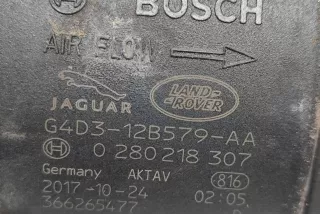 BOSCH
AIR FLOW
JAGUAR
LAND-
ROVER
G4D3-12B579-AA
0 280 218 307
Germany AKTAV 816
2017-10-24 02:05
366265477